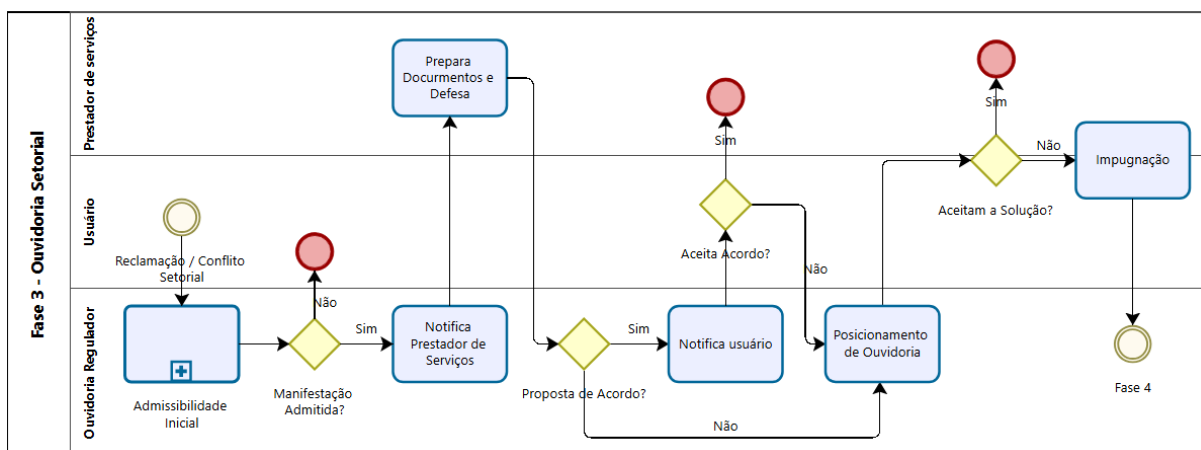 Fase 3 - Ouvidoria Setorial
Prestador de serviços
Prepara
Documentos e
Defesa
Sim
Sim
Não
Impugnação
Usuário
Reclamação / Conflito
Setorial
Aceita Acordo?
Não
Aceitam a Solução?
Ouvidoria Regulador
Não
Sim
Notifica
Prestador de
Serviços
Sim
Notifica usuário
Posicionamento
de Ouvidoria
Admissibilidade
Inicial
Manifestação
Admitida?
Proposta de Acordo?
Não
Fase 4